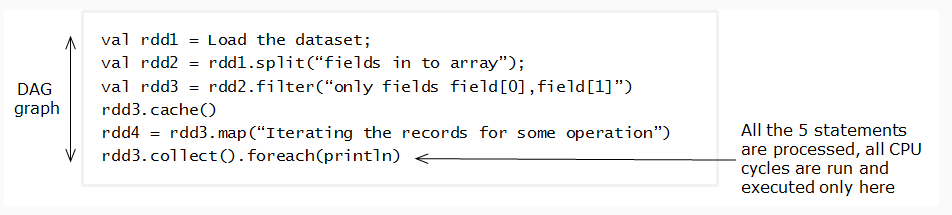 DAG
graph
val rdd1 = Load the dataset;
val rdd2 = rdd1.split(“fields in to array”);
val rdd3 = rdd2.filter(“only fields field[0],field[1]”)
rdd3.cache()
rdd4 = rdd3.map(“Iterating the records for some operation”)
rdd3.collect().foreach(println)
All the 5 statements
are processed, all CPU
cycles are run and
executed only here